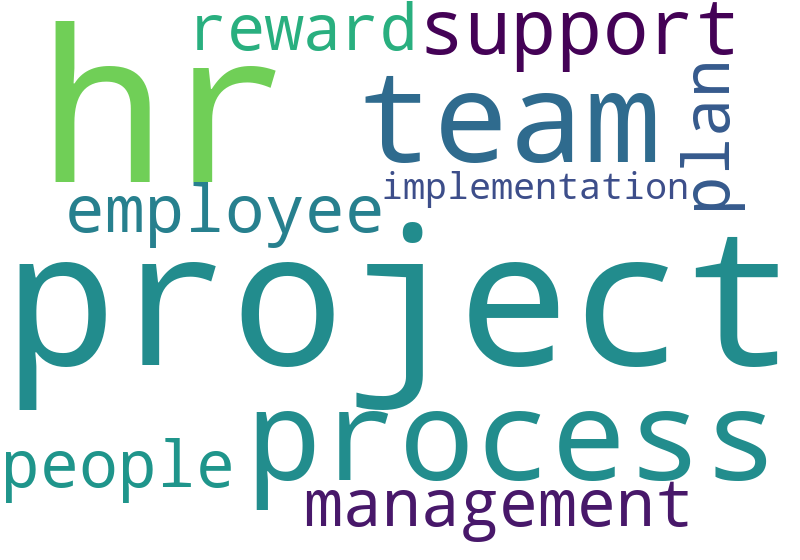 reward
support
hr
team
plan
implementation
employee
project
process
people
management